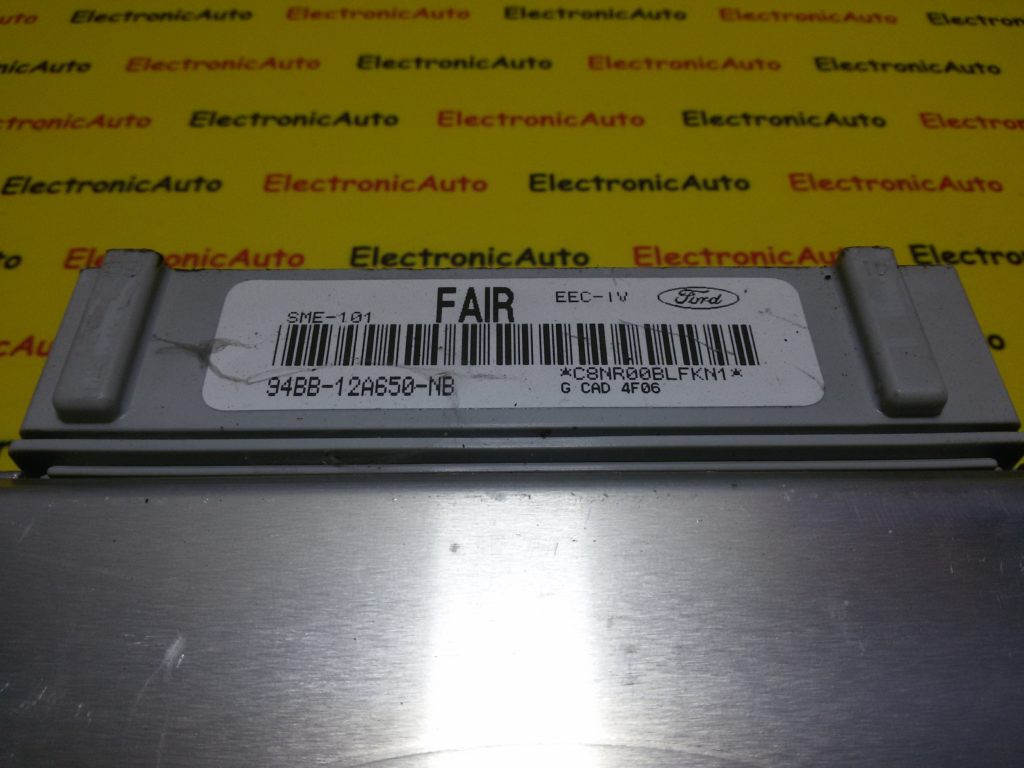 ElectronicAuto ElectronicAuto ElectronicAuto ElectronicAuto
ElectronicAuto ElectronicAuto ElectronicAuto ElectronicAuto
ElectronicAuto ElectronicAuto ElectronicAuto
ElectronicAuto ElectronicAuto ElectronicAuto ElectronicAuto
ElectronicAuto ElectronicAuto ElectronicAuto
FAIR EEC-IV Ford
SME-101
*C8NR00BLFKN1*
94BB-12A650-NB G CAD 4F06